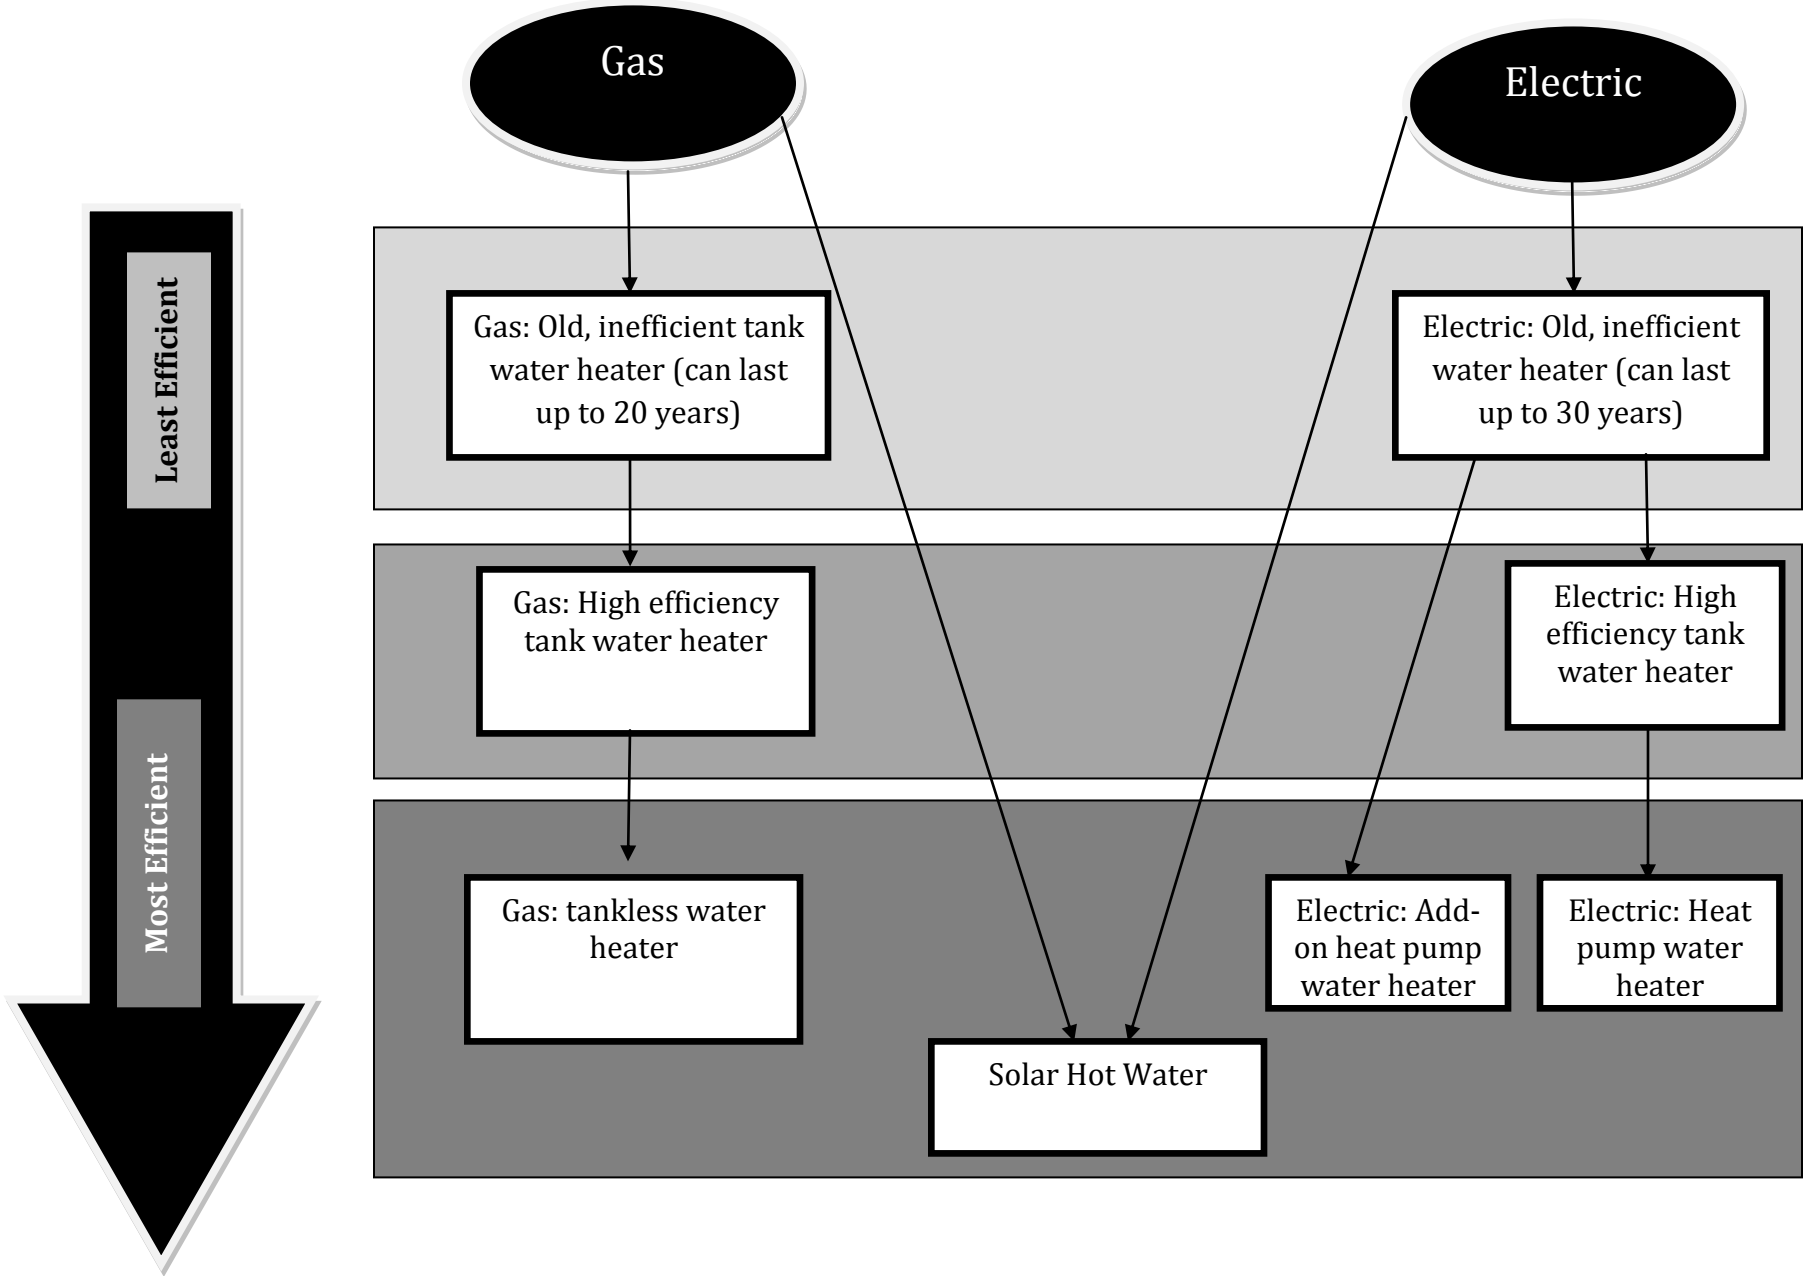 Gas
Electric
Least Efficient
Gas: Old, inefficient tank
water heater (can last
up to 20 years)
Electric: Old, inefficient
water heater (can last
up to 30 years)
Gas: High efficiency
tank water heater
Electric: High
efficiency tank
water heater
Most Efficient
Gas: tankless water
heater
Electric: Add-
on heat pump
water heater
Electric: Heat
pump water
heater
Solar Hot Water